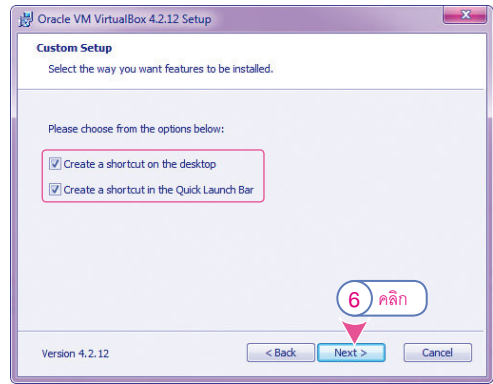 Oracle VM VirtualBox 4.2.12 Setup
Custom Setup
Select the way you want features to be installed.
Please choose from the options below:
Create a shortcut on the desktop
Create a shortcut in the Quick Launch Bar
6 คลิก
Version 4.2.12
< Back Next > Cancel